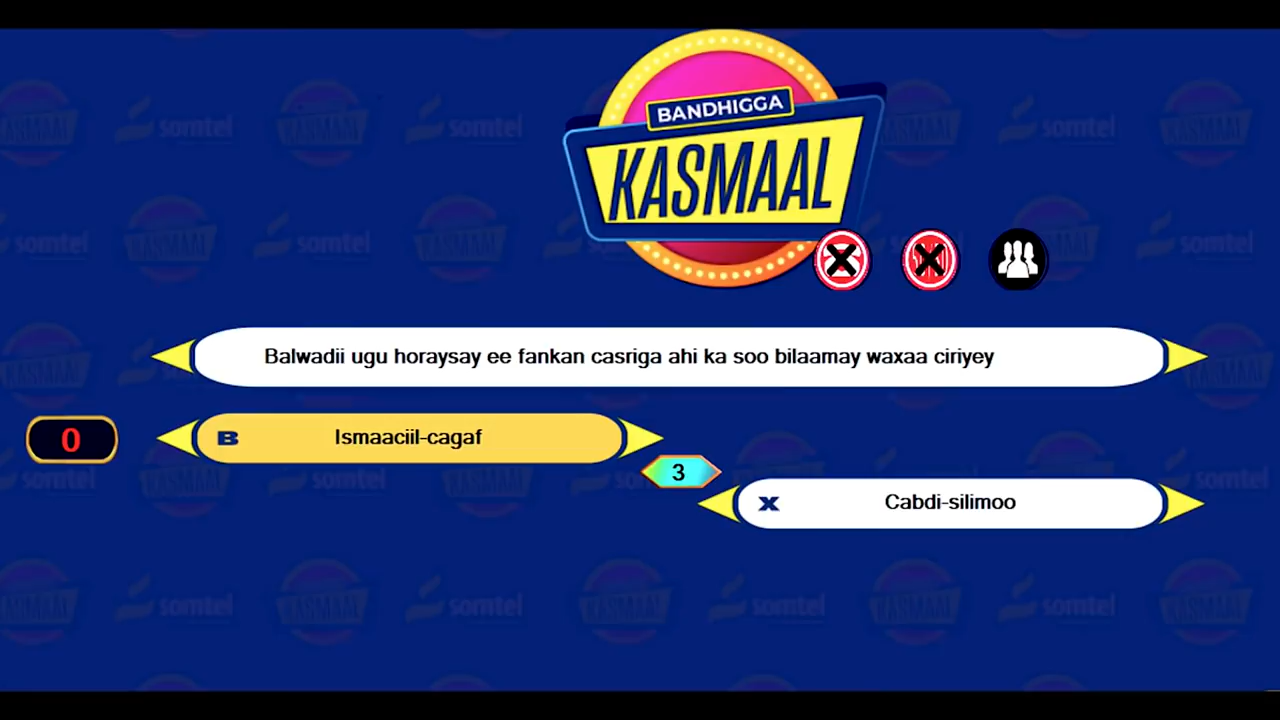 BANDHIGGA
KASMAAL
Balwadii ugu horaysay ee fankan casriga ahi ka soo bilaamay waxaa ciriyey
0
B Ismaaciil-cagaf
3
X Cabdi-silimoo
somtel